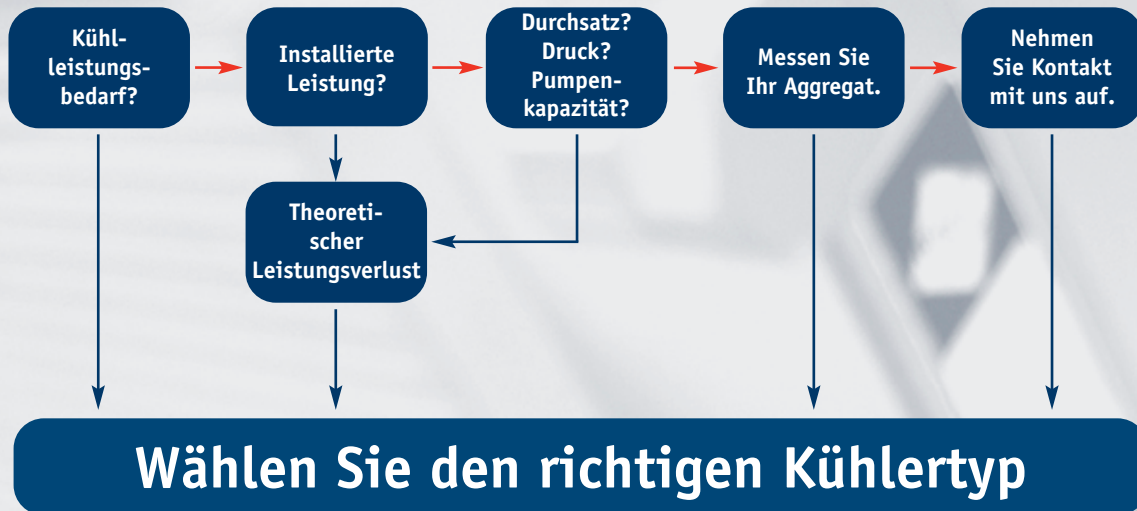 Kühl-
leistungs-
bedarf?
Installierte
Leistung?
Durchsatz?
Druck?
Pumpen-
kapazität?
Messen Sie
Ihr Aggregat.
Nehmen
Sie Kontakt
mit uns auf.
Theoreti-
scher
Leistungsverlust
Wählen Sie den richtigen Kühlertyp